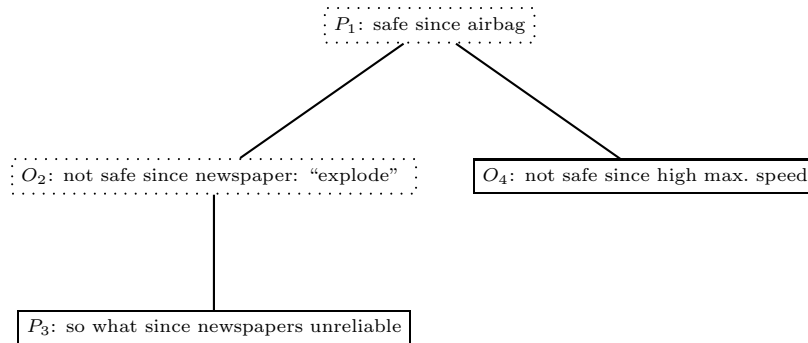 P₁: safe since airbag
O₂: not safe since newspaper: “explode”
O₄: not safe since high max. speed
P₃: so what since newspapers unreliable